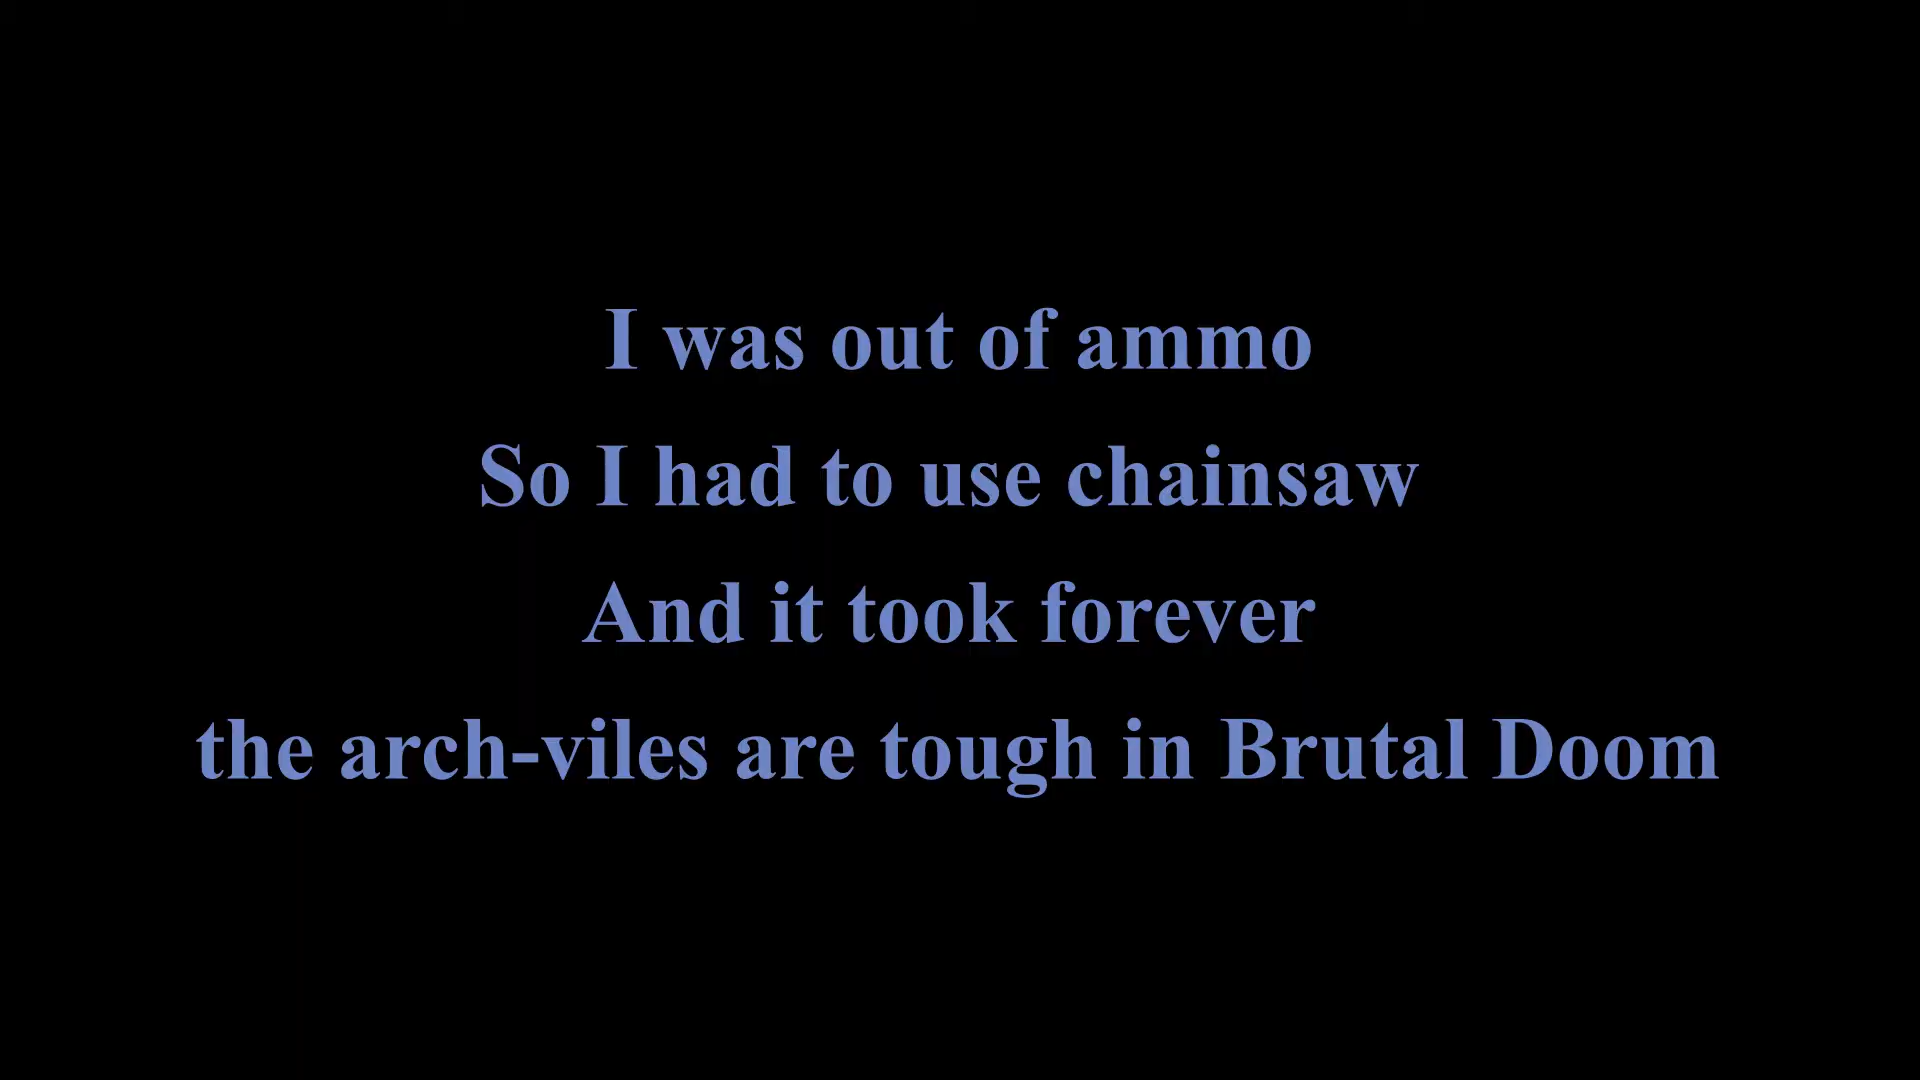 I was out of ammo
So I had to use chainsaw
And it took forever
the arch-viles are tough in Brutal Doom